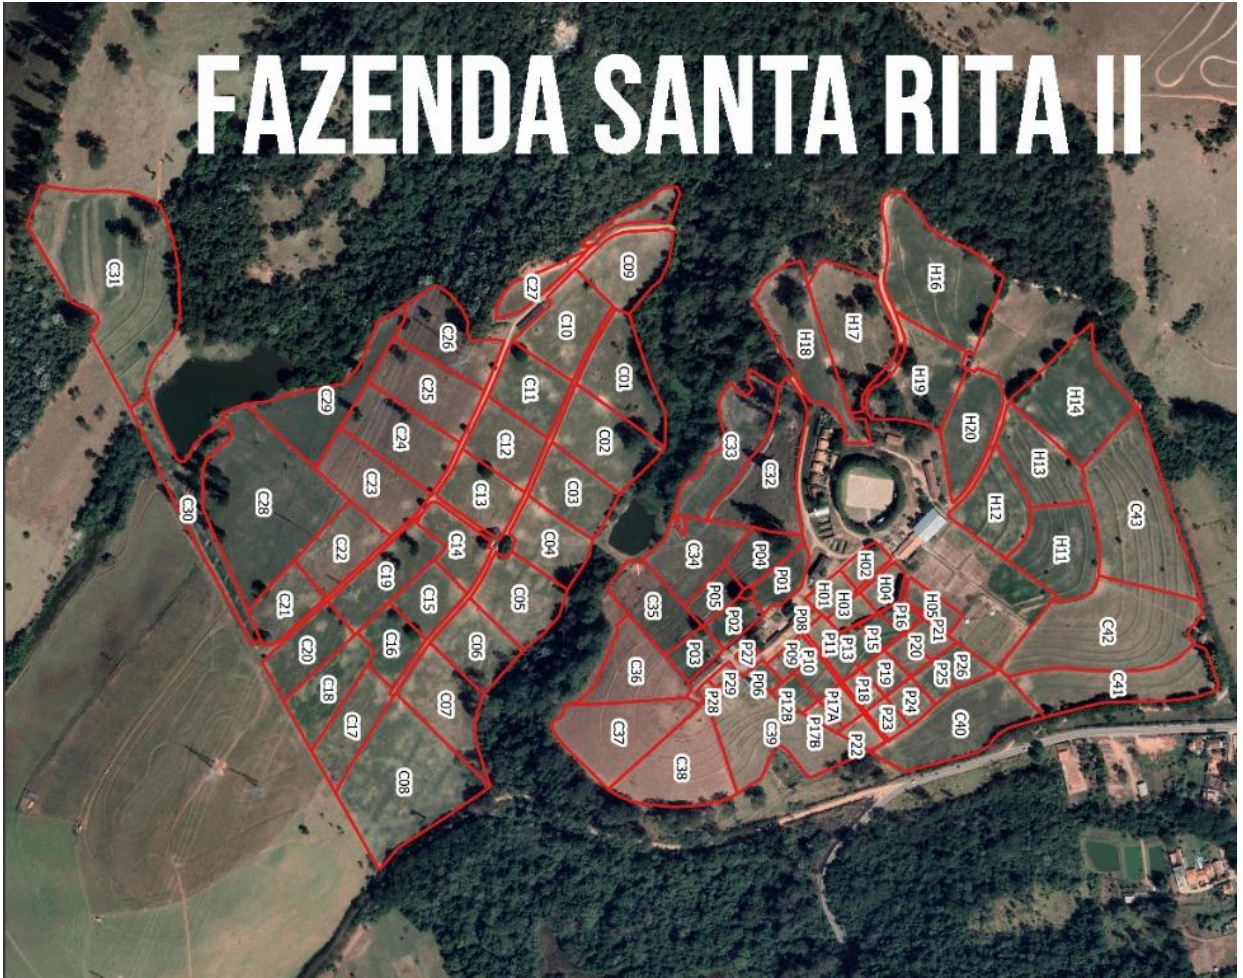 FAZENDA SANTA RITA II
C31
C09
C27
C10
C26
C01
C11
C25
C29
C02
C12
C24
C03
C13
C23
C28
C30
C04
C14
C22
C19
C05
C15
C21
C16
C06
C20
C18
C07
C17
C08
H16
H17
H18
H19
H14
H20
H13
C33
C32
C43
H12
H11
C34
P04
P01
H02
H04
H01
H03
H05
C35
P05
P02
P08
P16
P21
P11
P13
P15
P20
P26
C42
P03
P27
P09
P10
P19
P25
C36
P29
P06
P18
P24
C41
P28
P12B
P17A
P23
C40
C37
C39
P17B
P22
C38